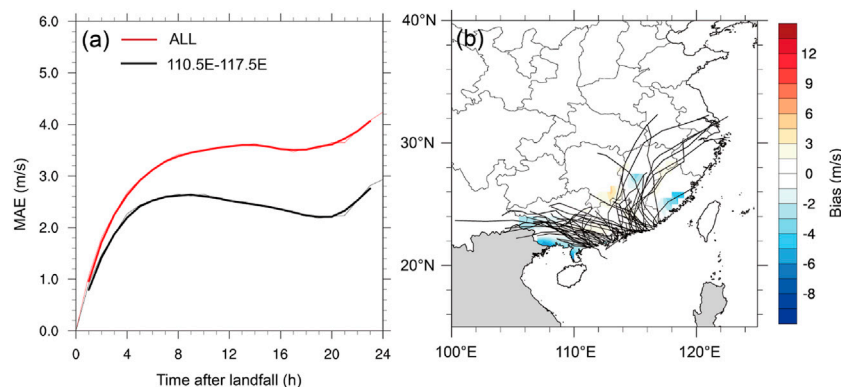 (a)
ALL
110.5E-117.5E
6.0
5.0
4.0
3.0
2.0
1.0
0.0
MAE (m/s)
0
4
8
12
16
20
24
Time after landfall (h)
(b)
40°N
30°N
20°N
100°E
110°E
120°E
12
9
6
3
0
-2
-4
-6
-8
Bias (m/s)